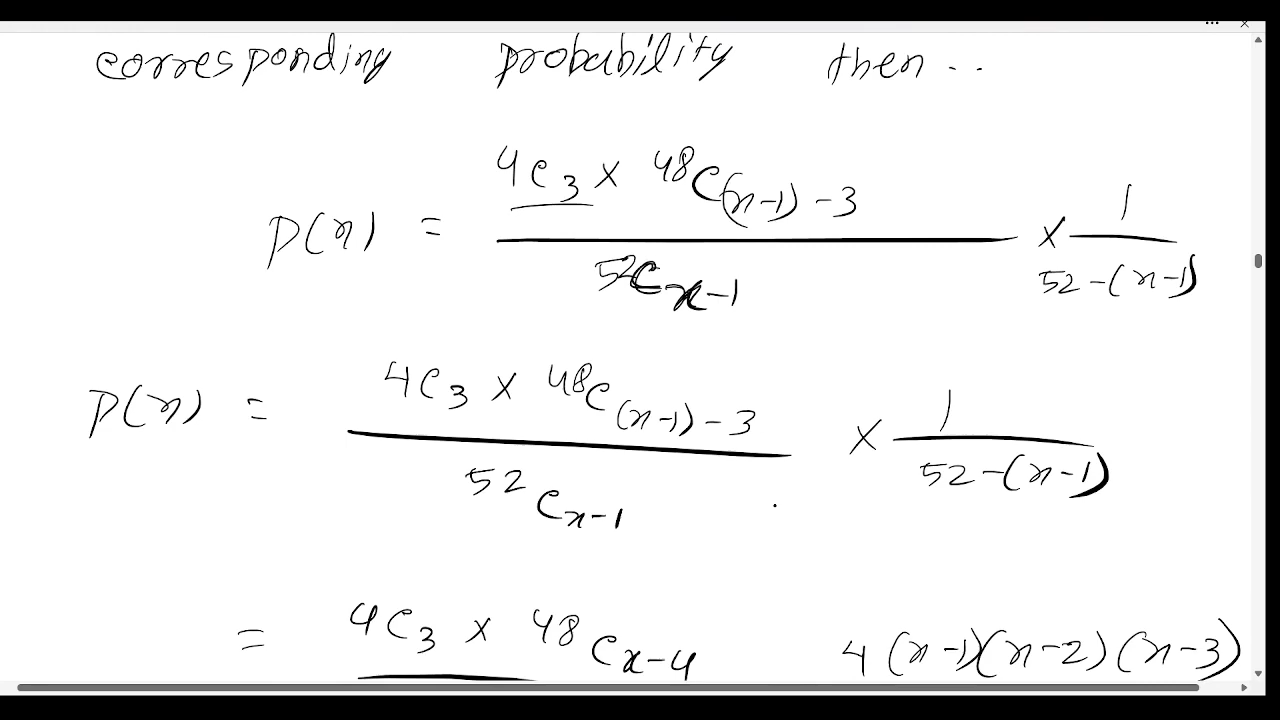 corresponding probability then ..
P(x) = ⁴C₃ × ⁴⁸C₍ₓ₋₁₎₋₃ / ⁵²Cₓ₋₁ × 1 / 52-(x-1)
P(x) = ⁴C₃ × ⁴⁸C₍ₓ₋₁₎₋₃ / ⁵²Cₓ₋₁ × 1 / 52-(x-1)
= ⁴C₃ × ⁴⁸Cₓ₋₄ 4(x-1)(x-2)(x-3)